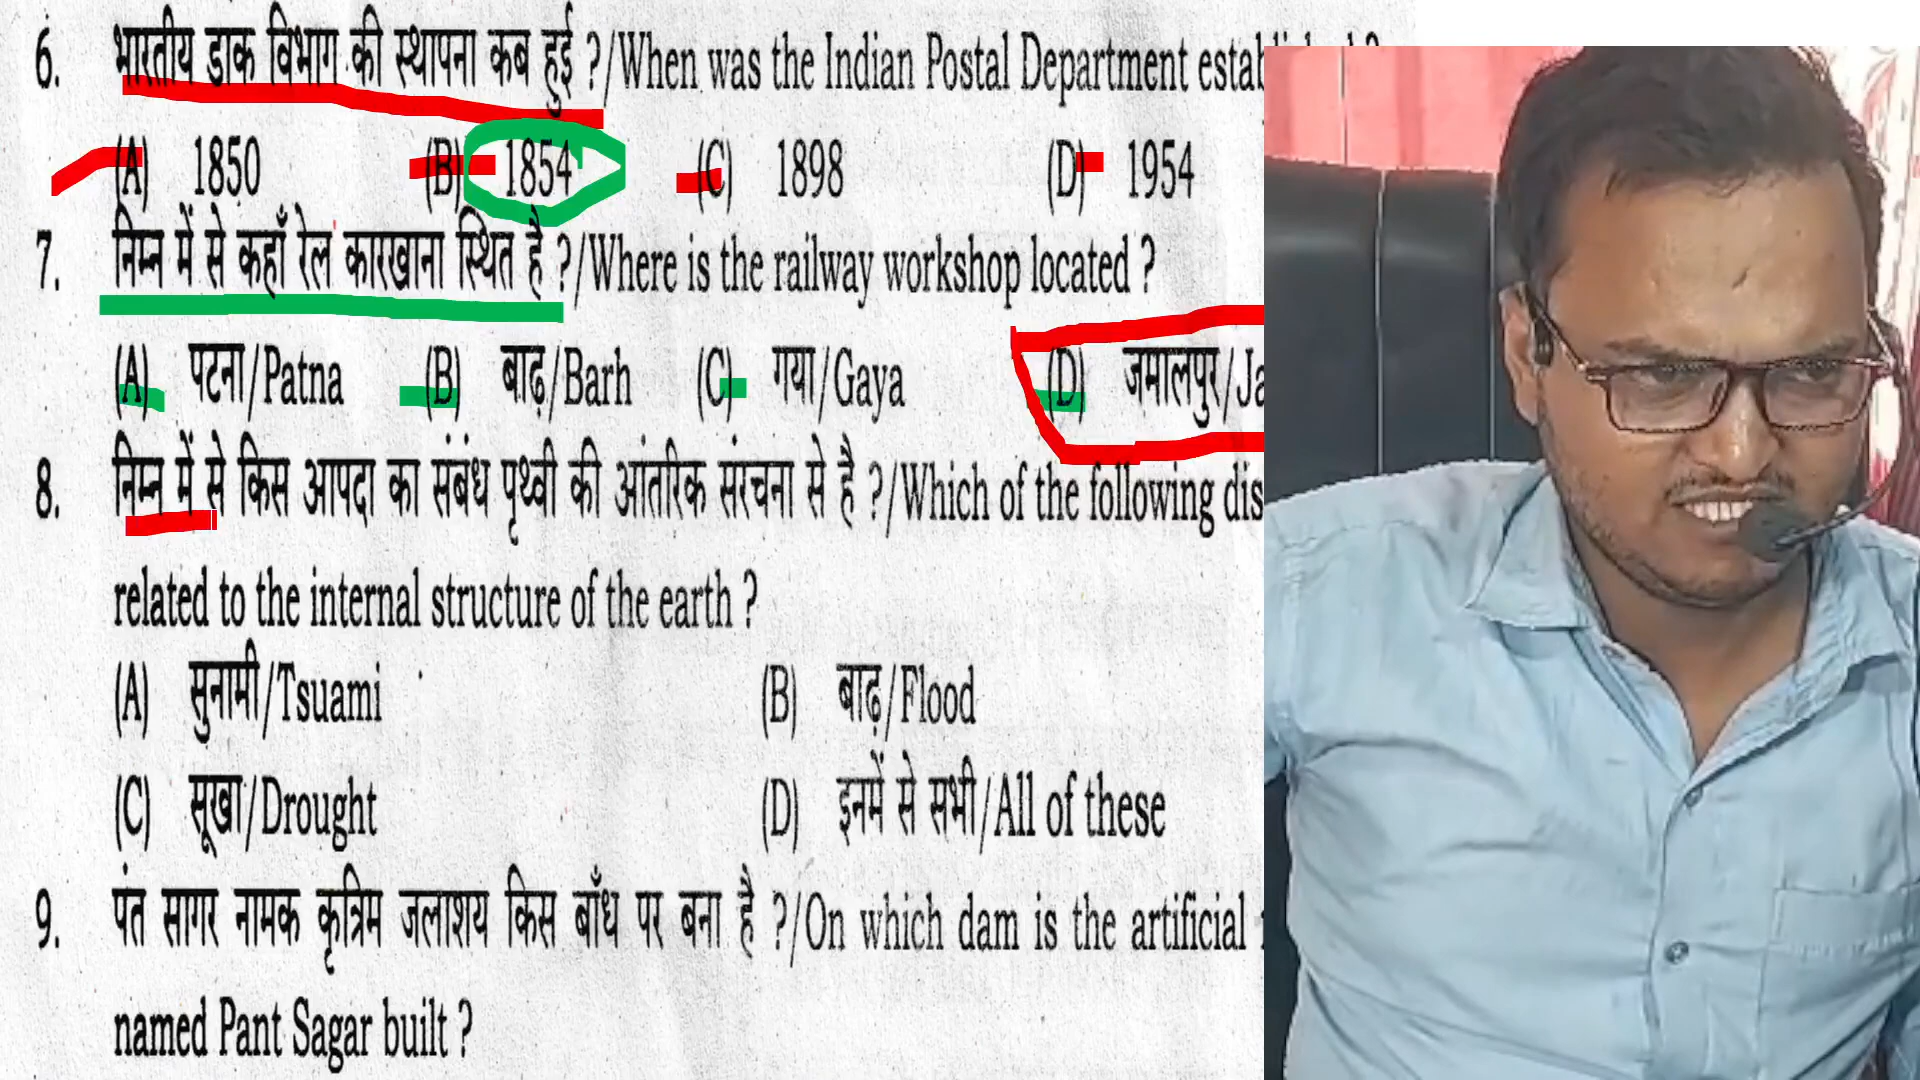 6. भारतीय डाक विभाग की स्थापना कब हुई ?/When was the Indian Postal Department
(A) 1850 (B) 1854 (C) 1898 (D) 1954
7. निम्न में से कहाँ रेल कारखाना स्थित है ?/Where is the railway workshop located ?
(A) पटना/Patna (B) बाढ़/Barh (C) गया/Gaya (D) जमालपुर/Ja
8. निम्न में से किस आपदा का संबंध पृथ्वी की आंतरिक संरचना से है ?/Which of the following dis
related to the internal structure of the earth ?
(A) सुनामी/Tsuami (B) बाढ़/Flood
(C) सूखा/Drought (D) इनमें से सभी/All of these
9. पंत सागर नामक कृत्रिम जलाशय किस बाँध पर बना है ?/On which dam is the artificial
named Pant Sagar built ?